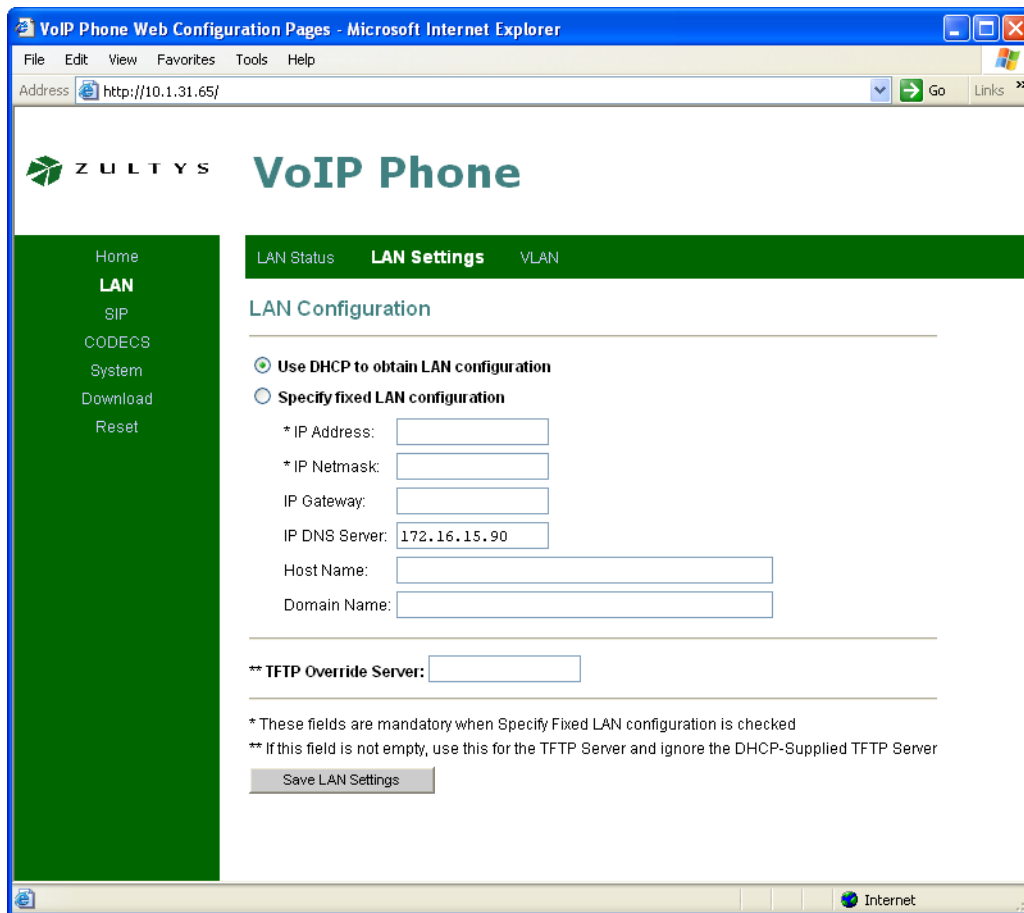 VoIP Phone Web Configuration Pages - Microsoft Internet Explorer
File Edit View Favorites Tools Help
Address http://10.1.31.65/ Go Links »
ZULTYS VoIP Phone
Home
LAN
SIP
CODECS
System
Download
Reset
LAN Status LAN Settings VLAN
LAN Configuration
Use DHCP to obtain LAN configuration
Specify fixed LAN configuration
* IP Address:
* IP Netmask:
IP Gateway:
IP DNS Server: 172.16.15.90
Host Name:
Domain Name:
** TFTP Override Server:
* These fields are mandatory when Specify Fixed LAN configuration is checked
** If this field is not empty, use this for the TFTP Server and ignore the DHCP-Supplied TFTP Server
Save LAN Settings
Internet